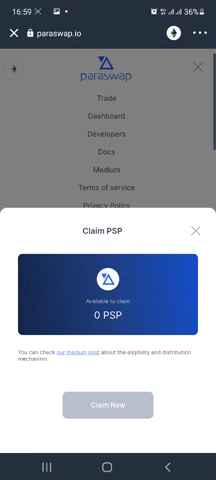 16:59
36%
paraswap.io
paraswap
Trade
Dashboard
Developers
Docs
Medium
Terms of service
Privacy Policy
Claim PSP
Available to claim
0 PSP
You can check our medium post about the eligibility and distribution
mechanism.
Claim Now